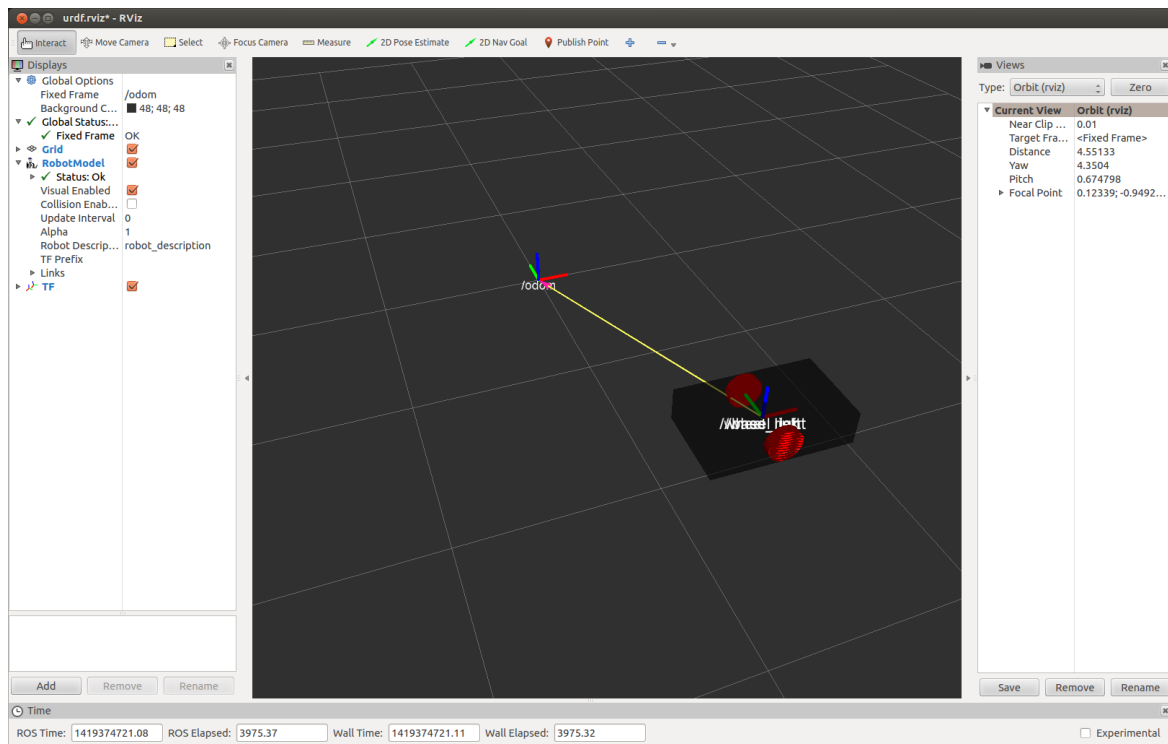 urdf.rviz* - RViz
Interact Move Camera Select Focus Camera Measure 2D Pose Estimate 2D Nav Goal Publish Point
Displays
Global Options
Fixed Frame /odom
Background C... 48; 48; 48
Global Status:...
Fixed Frame OK
Grid
RobotModel
Status: Ok
Visual Enabled
Collision Enab...
Update Interval 0
Alpha 1
Robot Descrip... robot_description
TF Prefix
Links
TF
Add Remove Rename
/odom
Views
Type: Orbit (rviz) Zero
Current View Orbit (rviz)
Near Clip ... 0.01
Target Fra... <Fixed Frame>
Distance 4.55133
Yaw 4.3504
Pitch 0.674798
Focal Point 0.12339; -0.9492...
Save Remove Rename
Time
ROS Time: 1419374721.08 ROS Elapsed: 3975.37 Wall Time: 1419374721.11 Wall Elapsed: 3975.32 Experimental